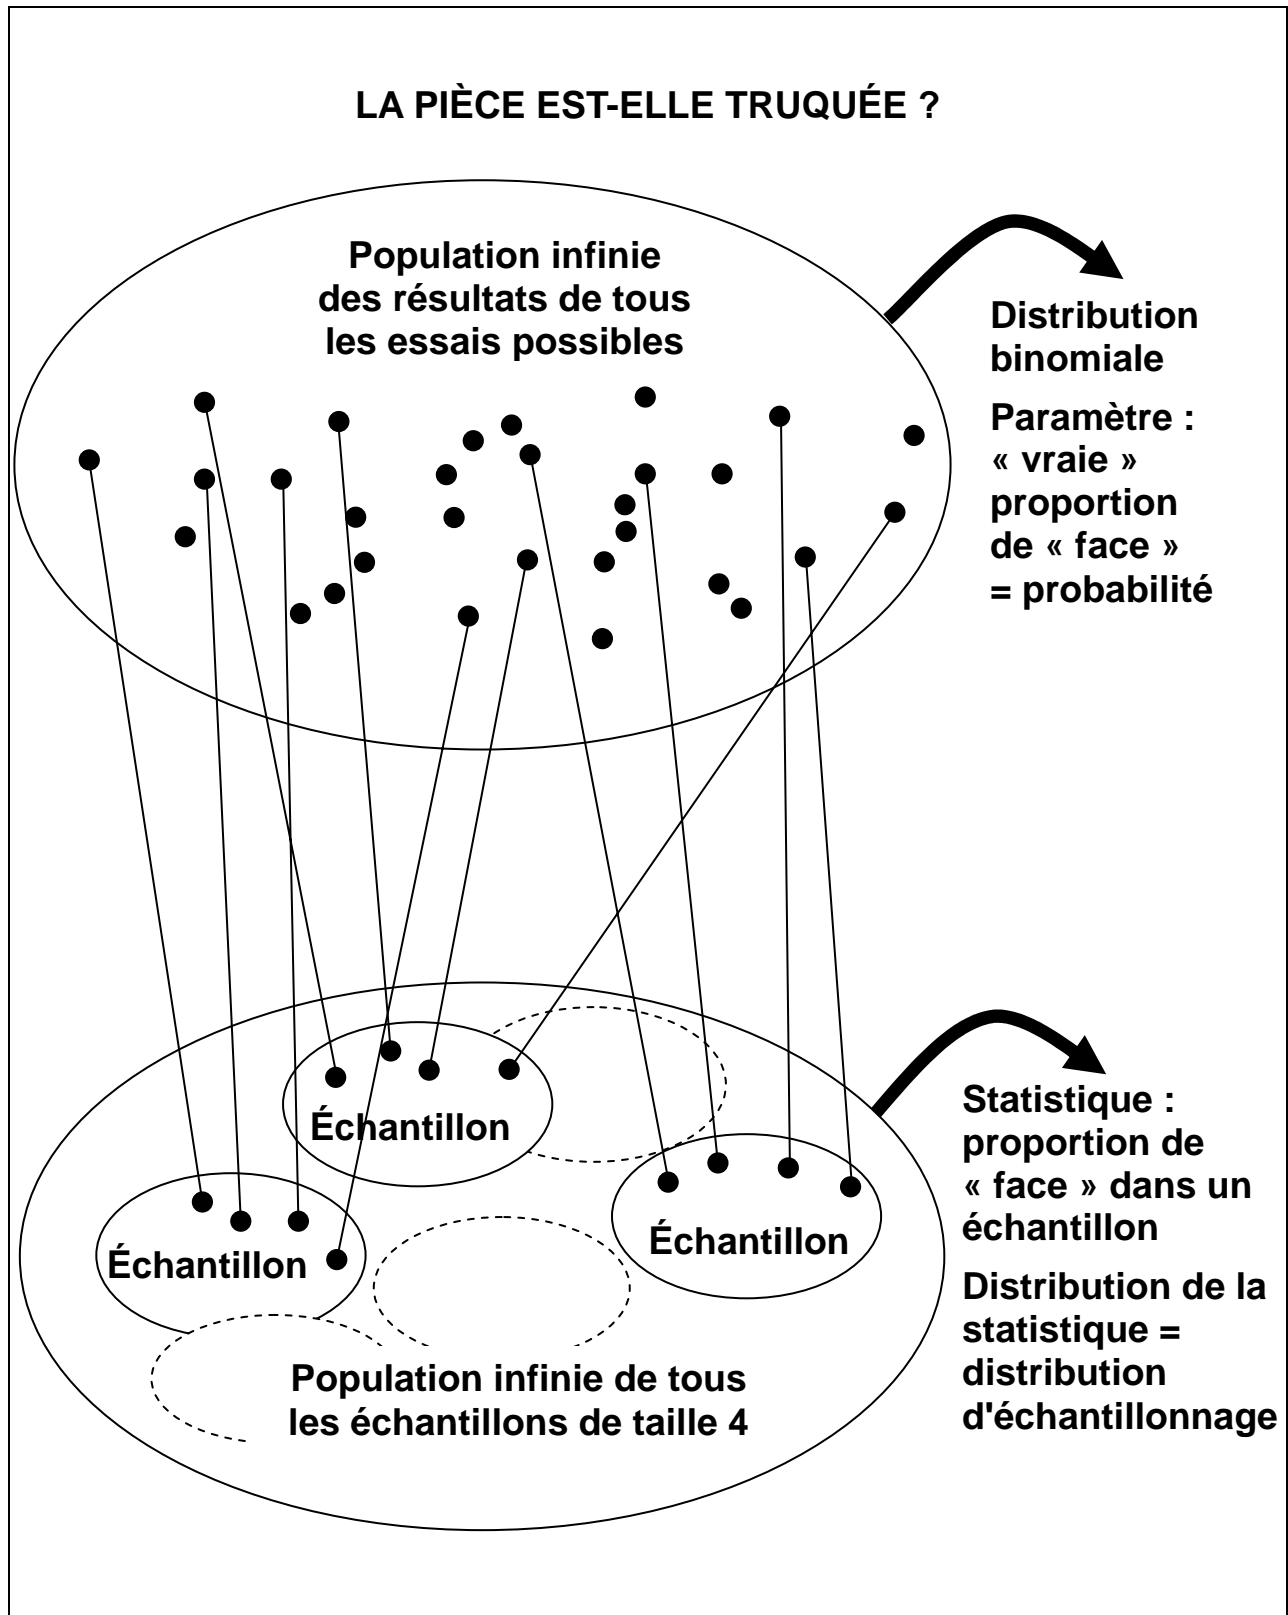 LA PIÈCE EST-ELLE TRUQUÉE ?
Population infinie
des résultats de tous
les essais possibles
Distribution
binomiale
Paramètre :
« vraie »
proportion
de « face »
= probabilité
Échantillon
Échantillon
Échantillon
Population infinie de tous
les échantillons de taille 4
Statistique :
proportion de
« face » dans un
échantillon
Distribution de la
statistique =
distribution
d'échantillonnage